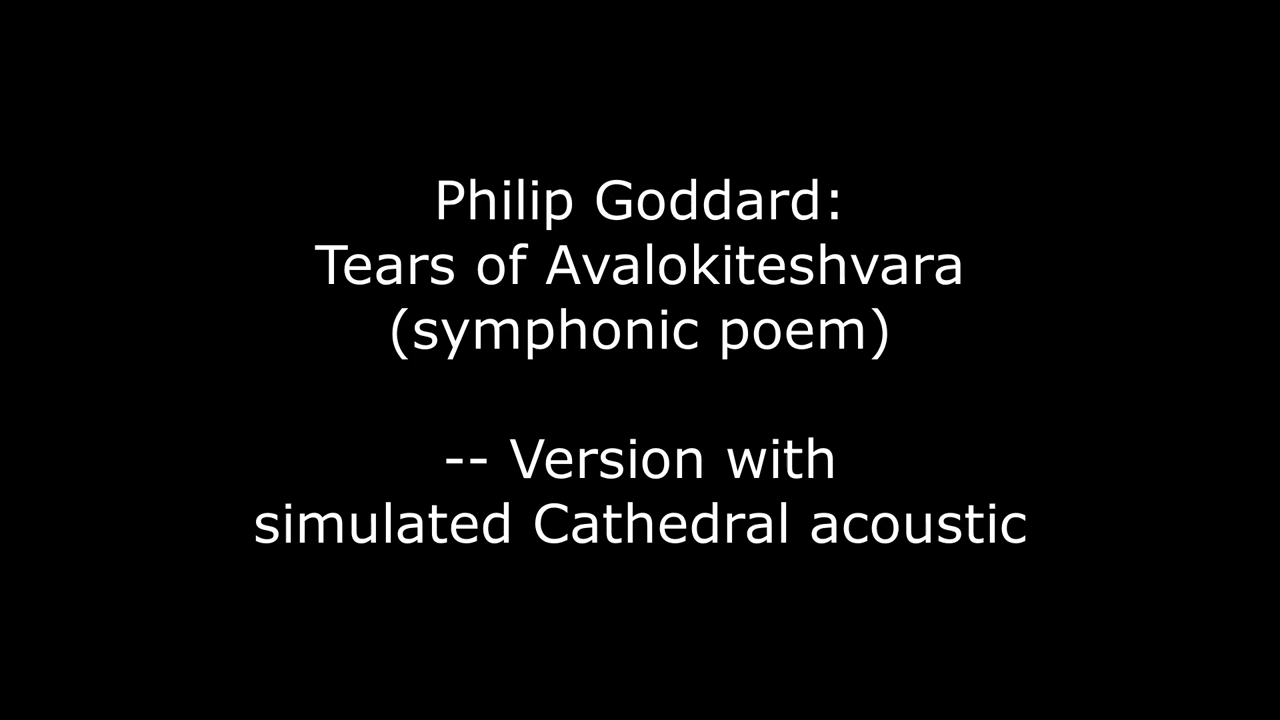 Philip Goddard:
Tears of Avalokiteshvara
(symphonic poem)
-- Version with
simulated Cathedral acoustic